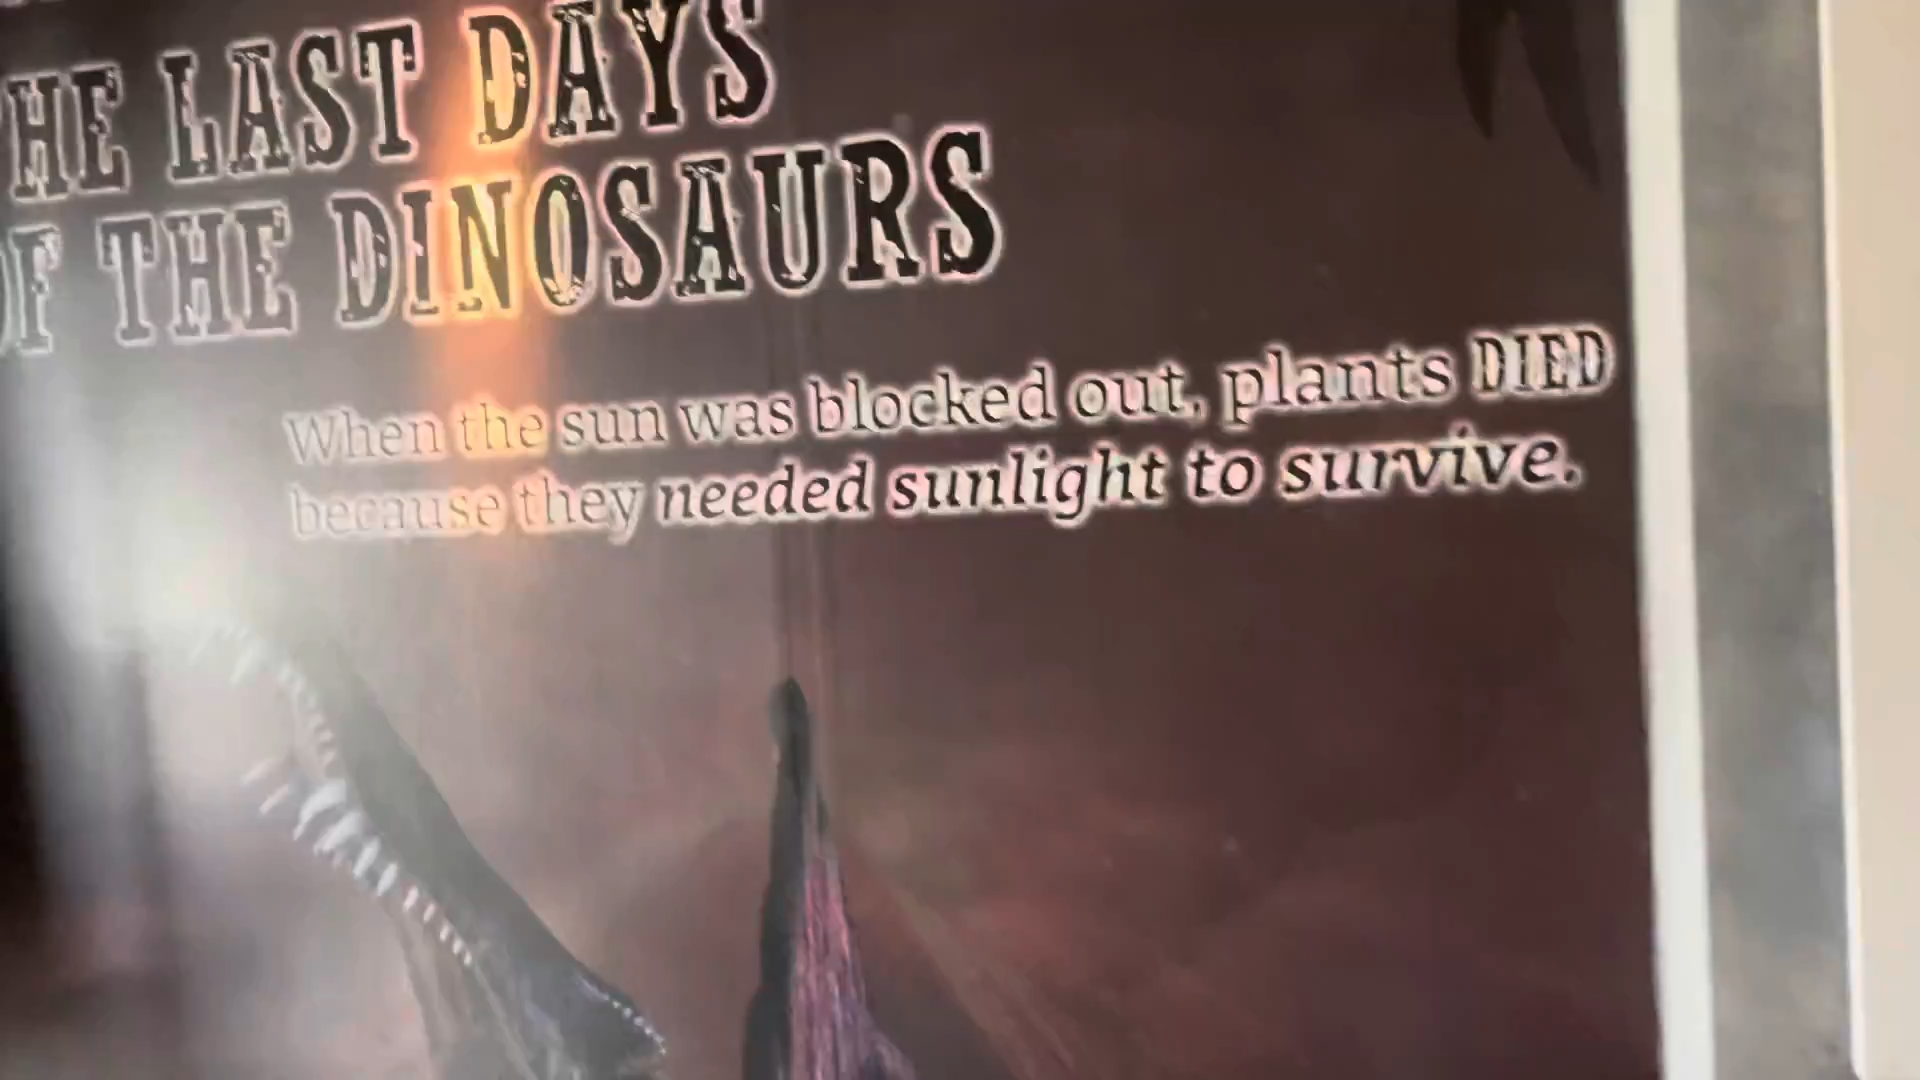 HE LAST DAYS
OF THE DINOSAURS
When the sun was blocked out, plants DIED
because they needed sunlight to survive.